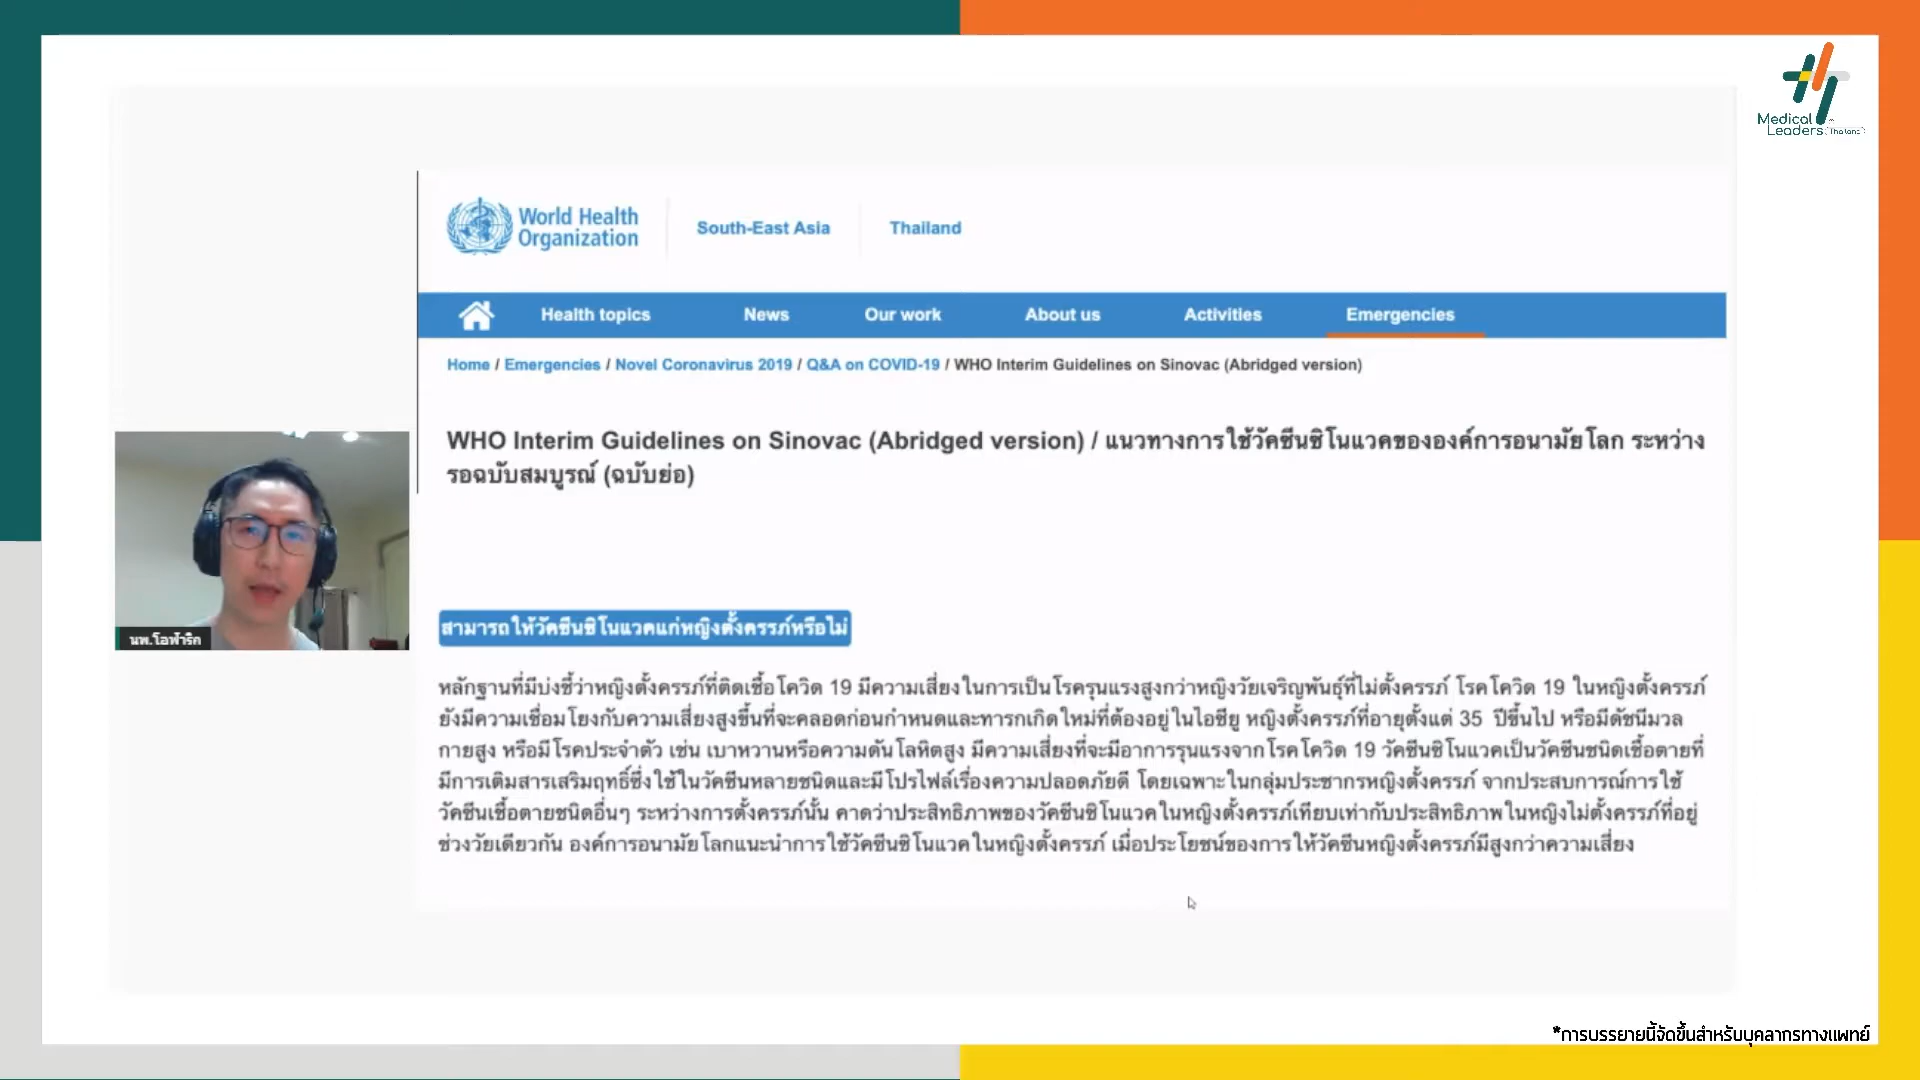 Medical
Leaders (Thailand)
World Health
Organization
South-East Asia
Thailand
Health topics
News
Our work
About us
Activities
Emergencies
Home / Emergencies / Novel Coronavirus 2019 / Q&A on COVID-19 / WHO Interim Guidelines on Sinovac (Abridged version)
WHO Interim Guidelines on Sinovac (Abridged version) / แนวทางการใช้วัคซีนซิโนแวคขององค์การอนามัยโลก ระหว่าง
รอฉบับสมบูรณ์ (ฉบับย่อ)
นพ.โอฬาริก
สามารถให้วัคซีนซิโนแวคแก่หญิงตั้งครรภ์หรือไม่
หลักฐานที่มีบ่งชี้ว่าหญิงตั้งครรภ์ที่ติดเชื้อโควิด 19 มีความเสี่ยงในการเป็นโรครุนแรงสูงกว่าหญิงวัยเจริญพันธุ์ที่ไม่ตั้งครรภ์ โรคโควิด 19 ในหญิงตั้งครรภ์
ยังมีความเชื่อมโยงกับความเสี่ยงสูงขึ้นที่จะคลอดก่อนกำหนดและทารกเกิดใหม่ที่ต้องอยู่ในไอซียู หญิงตั้งครรภ์ที่อายุตั้งแต่ 35 ปีขึ้นไป หรือมีดัชนีมวล
กายสูง หรือมีโรคประจำตัว เช่น เบาหวานหรือความดันโลหิตสูง มีความเสี่ยงที่จะมีอาการรุนแรงจากโรคโควิด 19 วัคซีนซิโนแวคเป็นวัคซีนชนิดเชื้อตายที่
มีการเติมสารเสริมฤทธิ์ซึ่งใช้ในวัคซีนหลายชนิดและมีโปรไฟล์เรื่องความปลอดภัยดี โดยเฉพาะในกลุ่มประชากรหญิงตั้งครรภ์ จากประสบการณ์การใช้
วัคซีนเชื้อตายชนิดอื่นๆ ระหว่างการตั้งครรภ์นั้น คาดว่าประสิทธิภาพของวัคซีนซิโนแวคในหญิงตั้งครรภ์เทียบเท่ากับประสิทธิภาพในหญิงไม่ตั้งครรภ์ที่อยู่
ช่วงวัยเดียวกัน องค์การอนามัยโลกแนะนำการใช้วัคซีนซิโนแวคในหญิงตั้งครรภ์ เมื่อประโยชน์ของการให้วัคซีนหญิงตั้งครรภ์มีสูงกว่าความเสี่ยง
*การบรรยายนี้จัดขึ้นสำหรับบุคลากรทางแพทย์